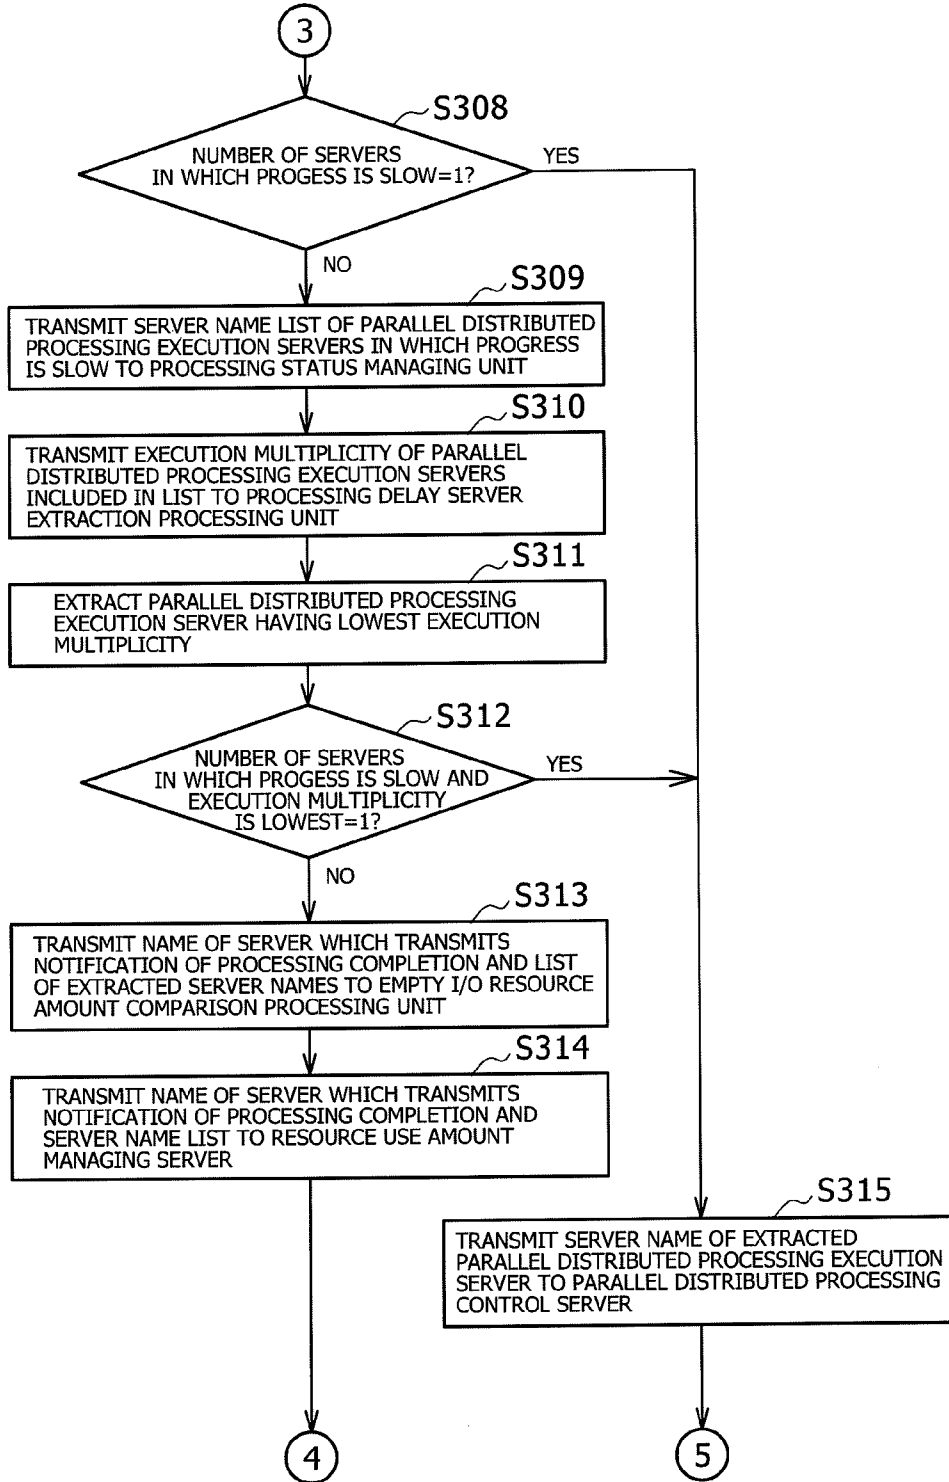 3
S308
NUMBER OF SERVERS
IN WHICH PROGESS IS SLOW=1?
YES
NO
S309
TRANSMIT SERVER NAME LIST OF PARALLEL DISTRIBUTED
PROCESSING EXECUTION SERVERS IN WHICH PROGRESS
IS SLOW TO PROCESSING STATUS MANAGING UNIT
S310
TRANSMIT EXECUTION MULTIPLICITY OF PARALLEL
DISTRIBUTED PROCESSING EXECUTION SERVERS
INCLUDED IN LIST TO PROCESSING DELAY SERVER
EXTRACTION PROCESSING UNIT
S311
EXTRACT PARALLEL DISTRIBUTED PROCESSING
EXECUTION SERVER HAVING LOWEST EXECUTION
MULTIPLICITY
S312
NUMBER OF SERVERS
IN WHICH PROGESS IS SLOW AND
EXECUTION MULTIPLICITY
IS LOWEST=1?
YES
NO
S313
TRANSMIT NAME OF SERVER WHICH TRANSMITS
NOTIFICATION OF PROCESSING COMPLETION AND LIST
OF EXTRACTED SERVER NAMES TO EMPTY I/O RESOURCE
AMOUNT COMPARISON PROCESSING UNIT
S314
TRANSMIT NAME OF SERVER WHICH TRANSMITS
NOTIFICATION OF PROCESSING COMPLETION AND
SERVER NAME LIST TO RESOURCE USE AMOUNT
MANAGING SERVER
S315
TRANSMIT SERVER NAME OF EXTRACTED
PARALLEL DISTRIBUTED PROCESSING EXECUTION
SERVER TO PARALLEL DISTRIBUTED PROCESSING
CONTROL SERVER
4
5